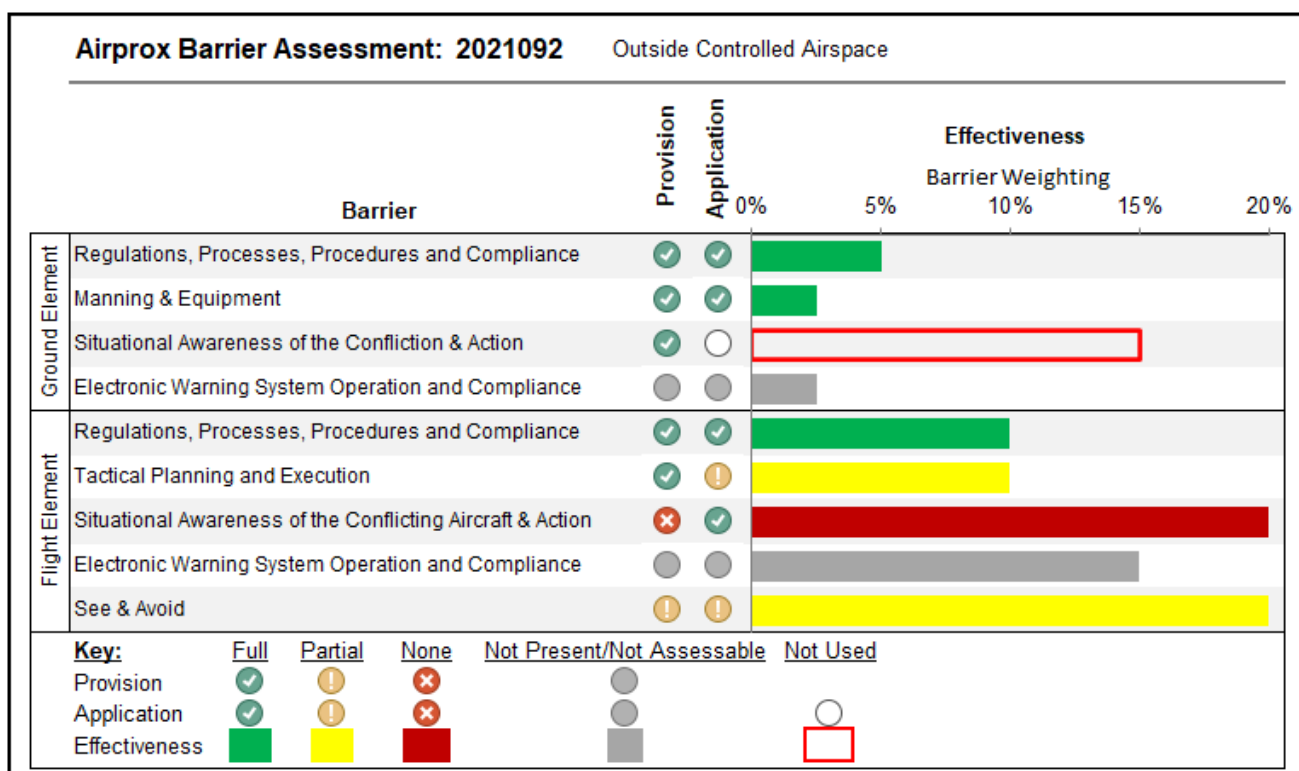 Airprox Barrier Assessment: 2021092 Outside Controlled Airspace
Barrier
Provision
Application
Effectiveness
Barrier Weighting
0% 5% 10% 15% 20%
Ground Element
Regulations, Processes, Procedures and Compliance
Manning & Equipment
Situational Awareness of the Confliction & Action
Electronic Warning System Operation and Compliance
Flight Element
Regulations, Processes, Procedures and Compliance
Tactical Planning and Execution
Situational Awareness of the Conflicting Aircraft & Action
Electronic Warning System Operation and Compliance
See & Avoid
Key: Full Partial None Not Present/Not Assessable Not Used
Provision
Application
Effectiveness